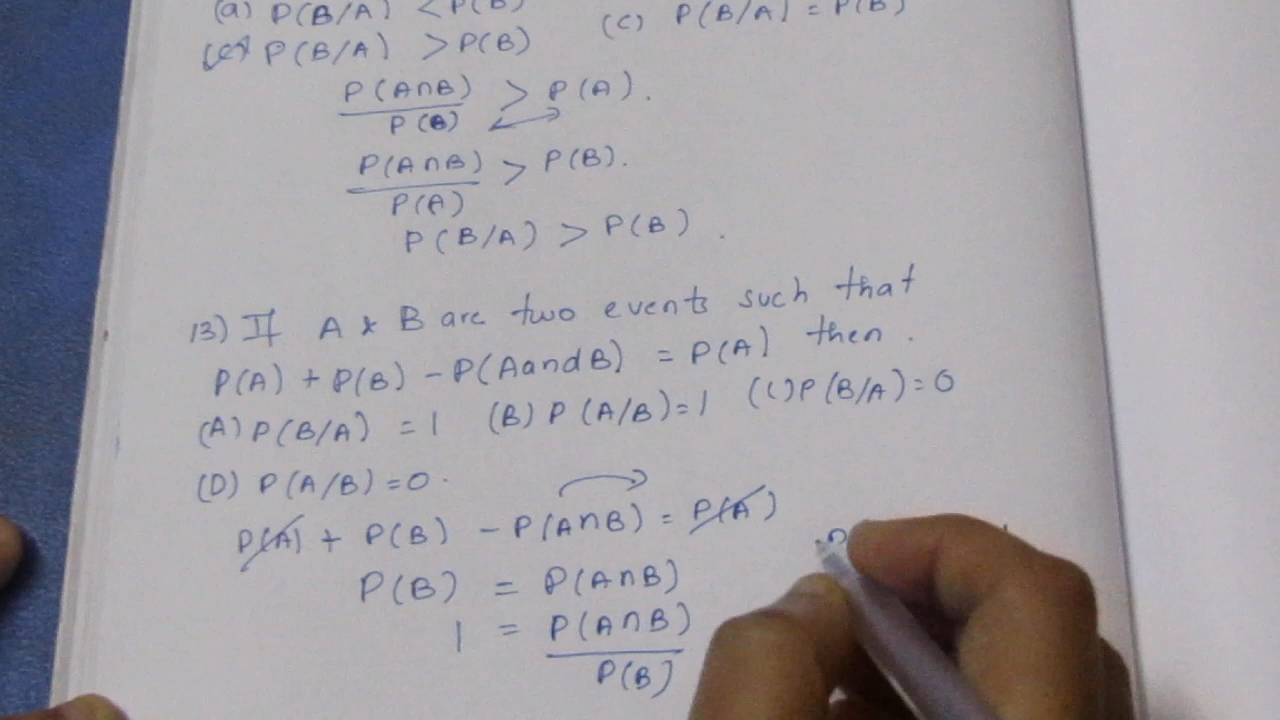 (a) P(B/A) < P(B) (c) P(B/A) = P(B)
P(B/A) > P(B)
P(A∩B) / P(B) > P(A).
P(A∩B) / P(A) > P(B).
P(B/A) > P(B).
13) If A & B are two events such that
P(A) + P(B) - P(A and B) = P(A) then.
(A) P(B/A) = 1 (B) P(A/B) = 1 (C) P(B/A) = 0
(D) P(A/B) = 0.
P(A) + P(B) - P(A∩B) = P(A)
P(B) = P(A∩B)
1 = P(A∩B) / P(B)